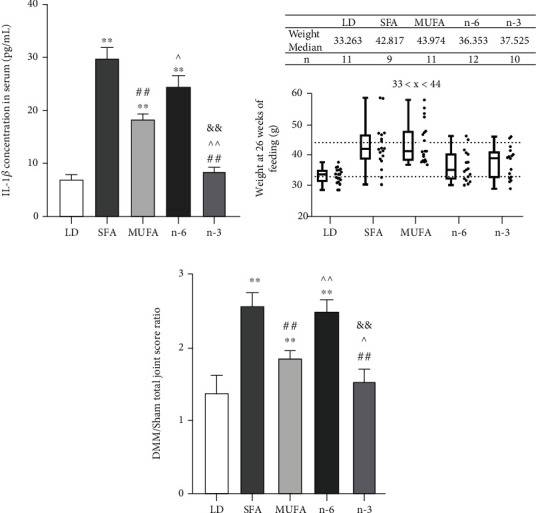 IL-1β concentration in serum (pg/mL)
40
30
20
10
0
**
##
**
^
**
&&
^^
##
LD SFA MUFA n-6 n-3
LD SFA MUFA n-6 n-3
Weight Median 33.263 42.817 43.974 36.353 37.525
n 11 9 11 12 10
33 < x < 44
Weight at 26 weeks of
feeding (g)
60
50
40
30
20
LD SFA MUFA n-6 n-3
DMM/Sham total joint score ratio
3
2
1
0
**
##
**
^^
**
&&
^
##
LD SFA MUFA n-6 n-3